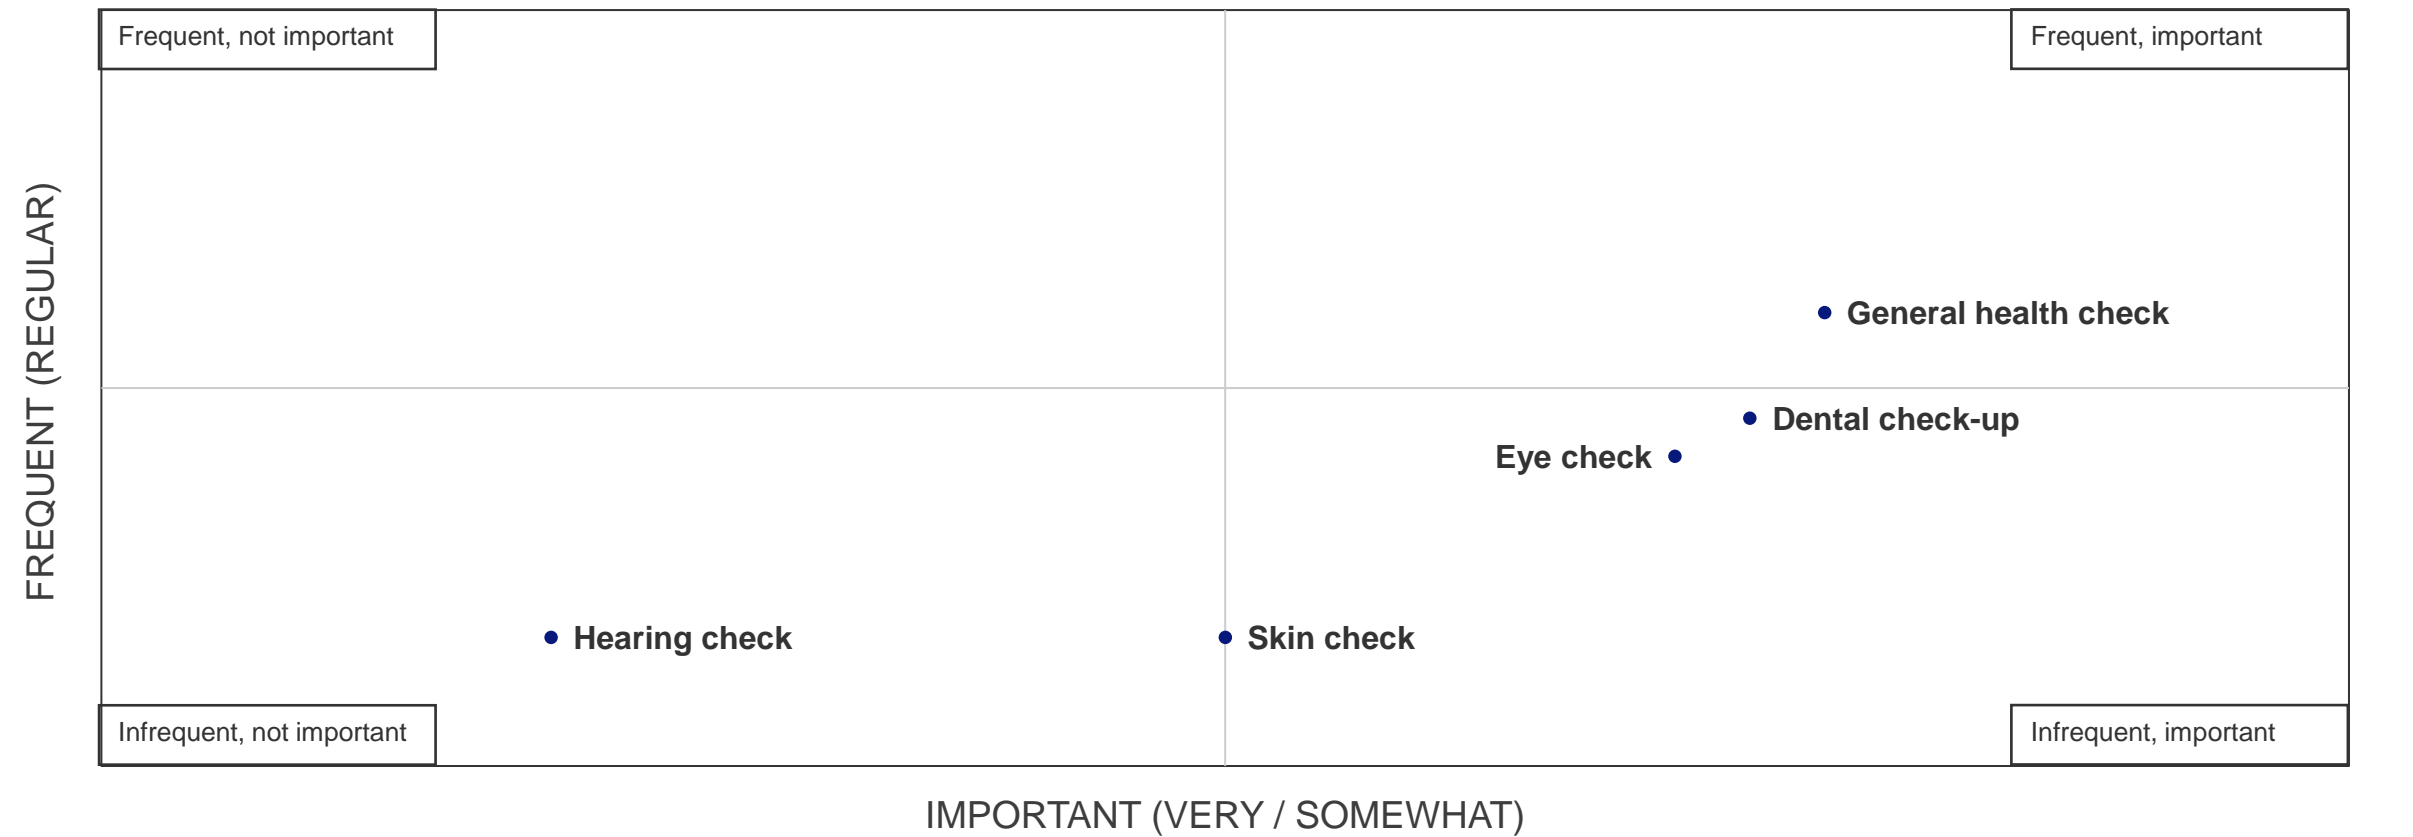 Frequent, not important
Frequent, important
FREQUENT (REGULAR)
General health check
Dental check-up
Eye check
Hearing check
Skin check
Infrequent, not important
Infrequent, important
IMPORTANT (VERY / SOMEWHAT)